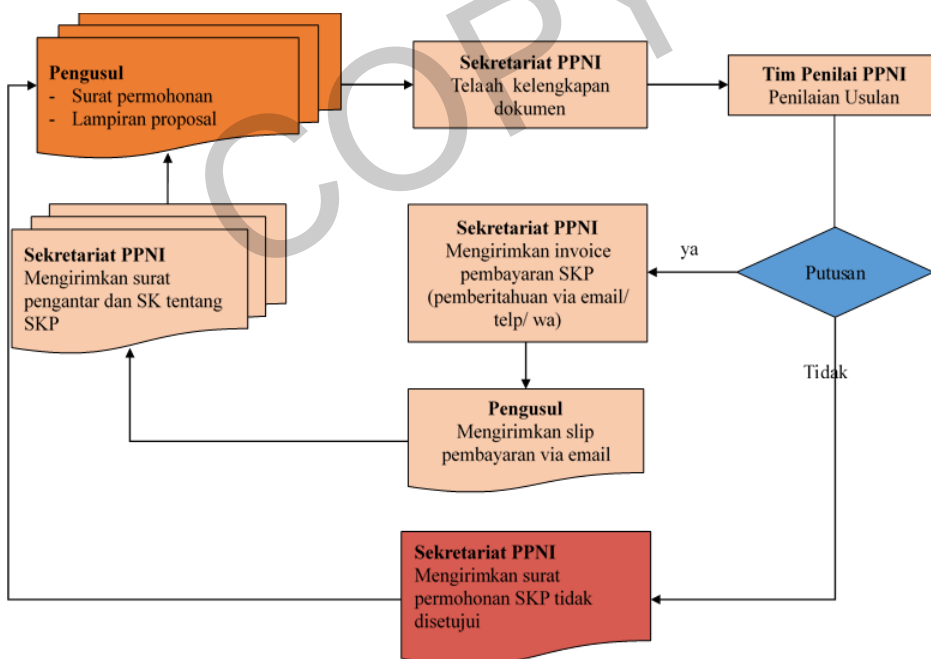 COPY
Pengusul
- Surat permohonan
- Lampiran proposal
Sekretariat PPNI
Telaah kelengkapan
dokumen
Tim Penilai PPNI
Penilaian Usulan
Sekretariat PPNI
Mengirimkan surat
pengantar dan SK tentang
SKP
Sekretariat PPNI
Mengirimkan invoice
pembayaran SKP
(pemberitahuan via email/
telp/ wa)
ya
Putusan
Tidak
Pengusul
Mengirimkan slip
pembayaran via email
Sekretariat PPNI
Mengirimkan surat
permohonan SKP tidak
disetujui